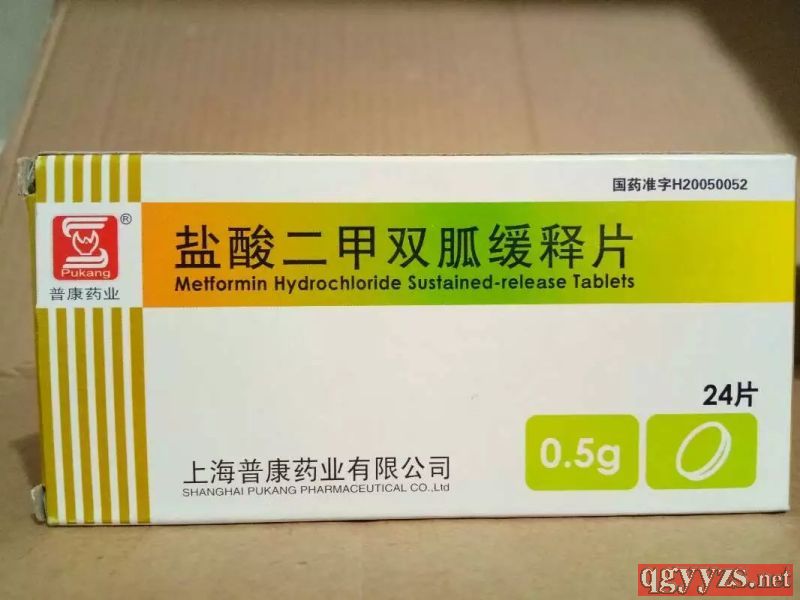 国药准字H20050052
®
Pukang
普康药业
盐酸二甲双胍缓释片
Metformin Hydrochloride Sustained-release Tablets
24片
0.5g
上海普康药业有限公司
SHANGHAI PUKANG PHARMACEUTICAL CO.,Ltd
qgyyzs.net